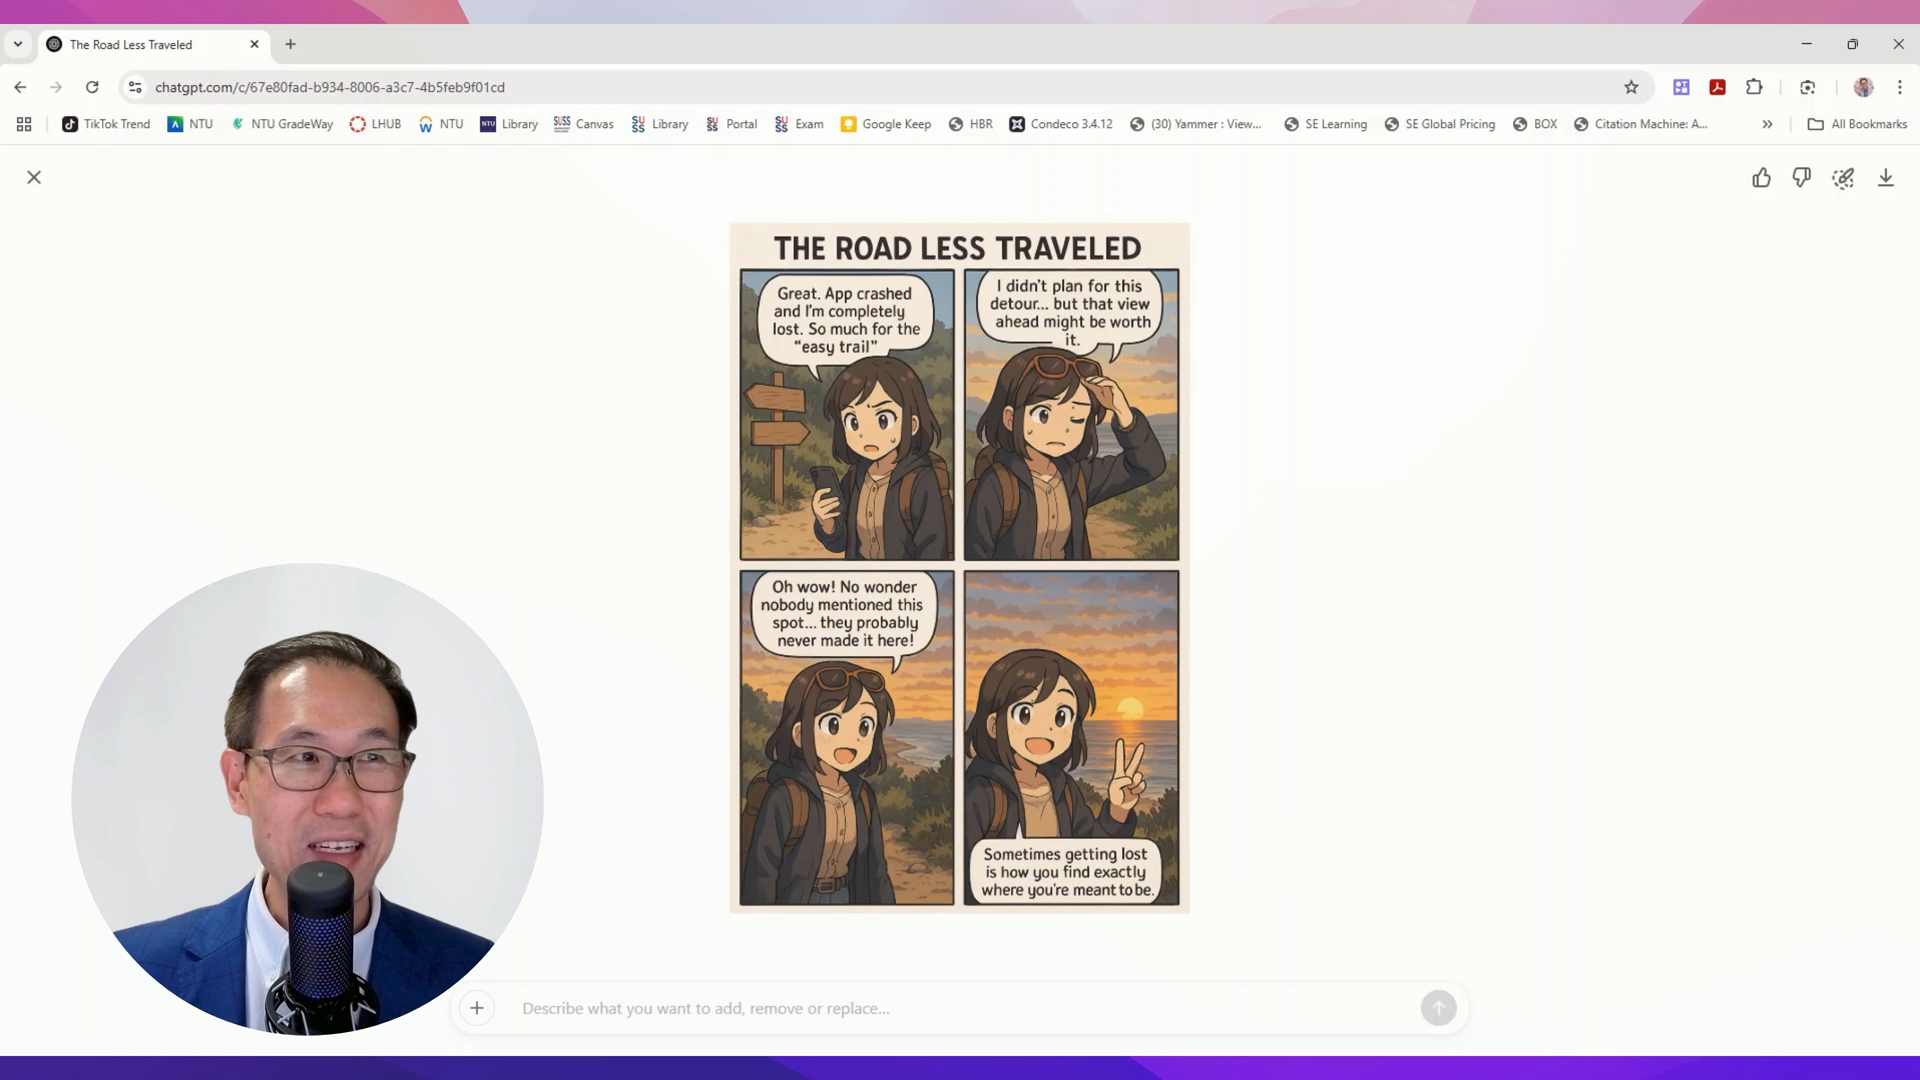 The Road Less Traveled
chatgpt.com/c/67e80fad-b934-8006-a3c7-4b5feb9f01cd
TikTok Trend
NTU
NTU GradeWay
LHUB
NTU
NTU
Library
SUSS
Canvas
Library
Portal
Exam
Google Keep
HBR
Condeco 3.4.12
(30) Yammer : View...
SE Learning
SE Global Pricing
BOX
Citation Machine: A...
All Bookmarks
THE ROAD LESS TRAVELED
Great. App crashed
and I'm completely
lost. So much for the
“easy trail”
I didn't plan for this
detour... but that view
ahead might be worth
it.
Oh wow! No wonder
nobody mentioned this
spot... they probably
never made it here!
Sometimes getting lost
is how you find exactly
where you're meant to be.
Describe what you want to add, remove or replace...